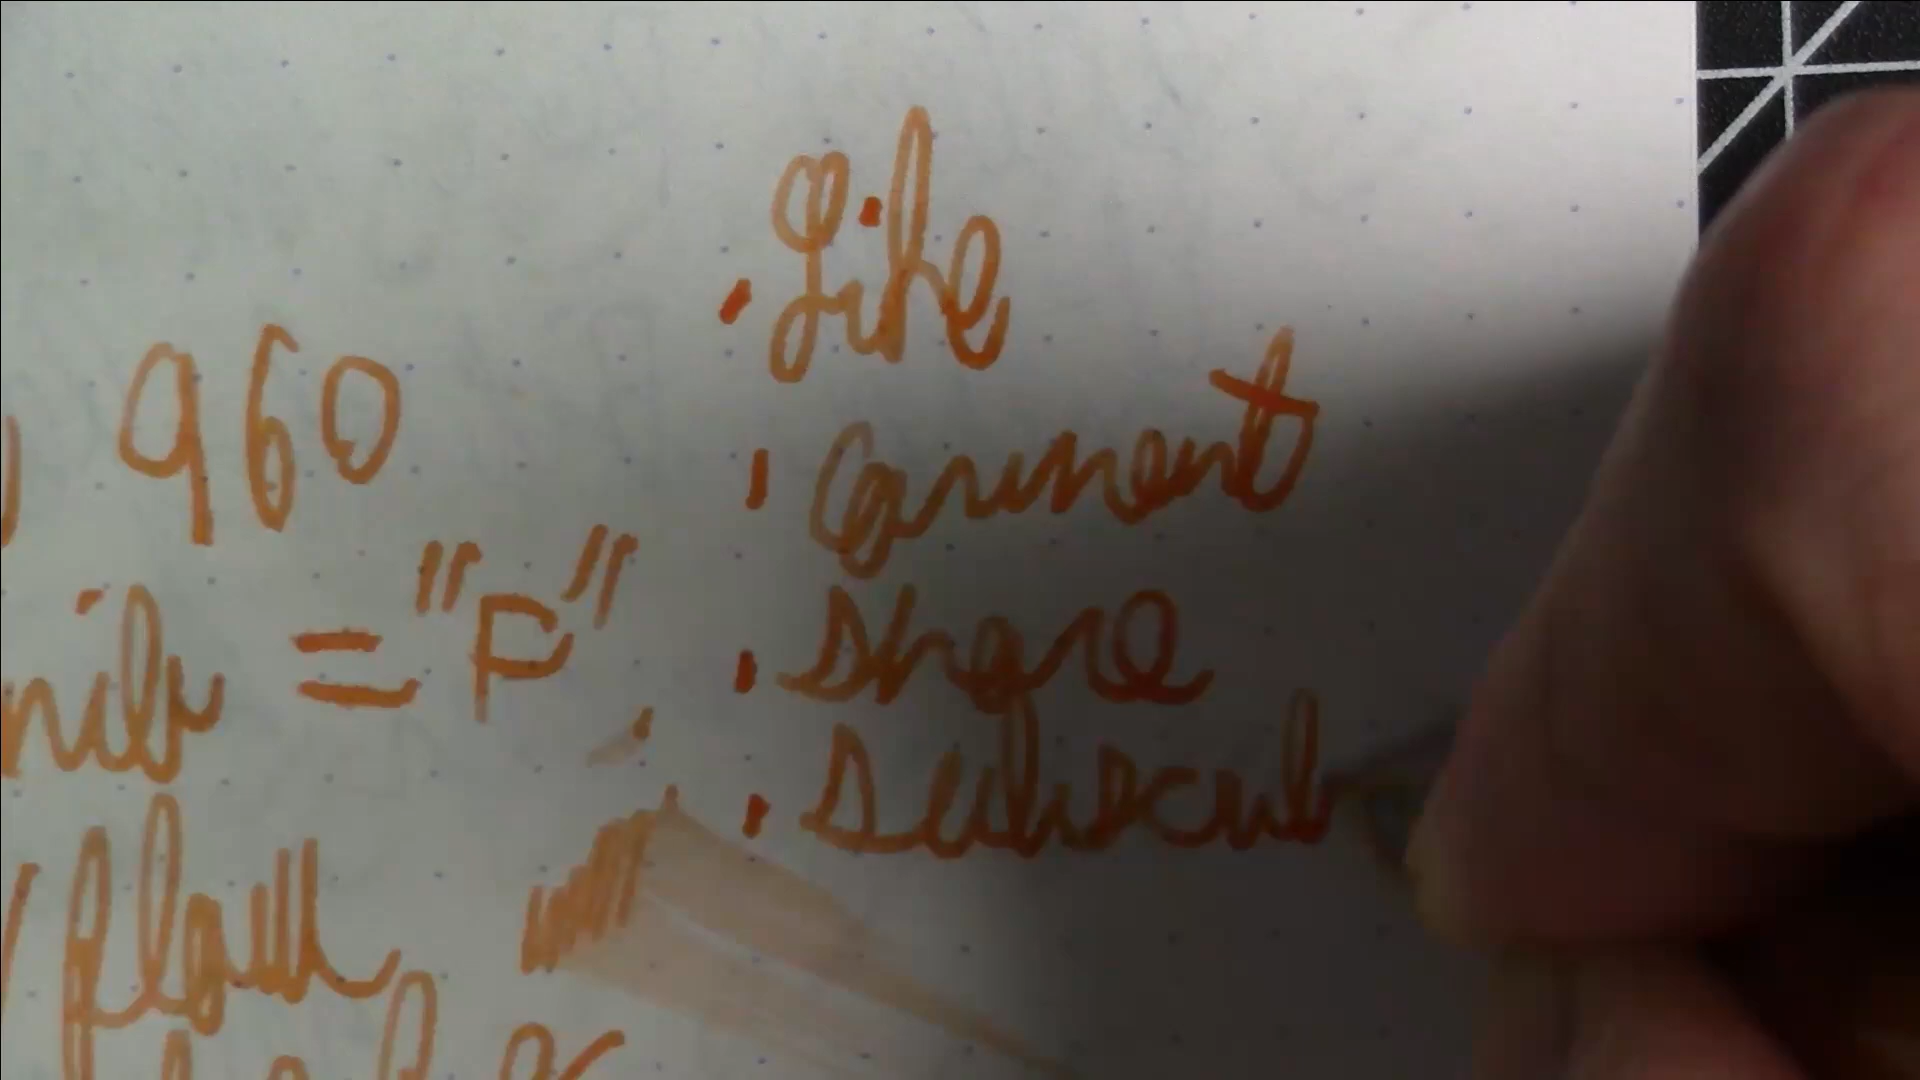 960
nib = "F"
flow
· Like
· Comment
· Share
· Subscrib